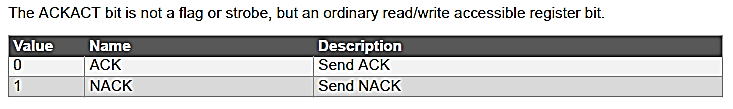 The ACKACT bit is not a flag or strobe, but an ordinary read/write accessible register bit.
Value Name Description
0 ACK Send ACK
1 NACK Send NACK